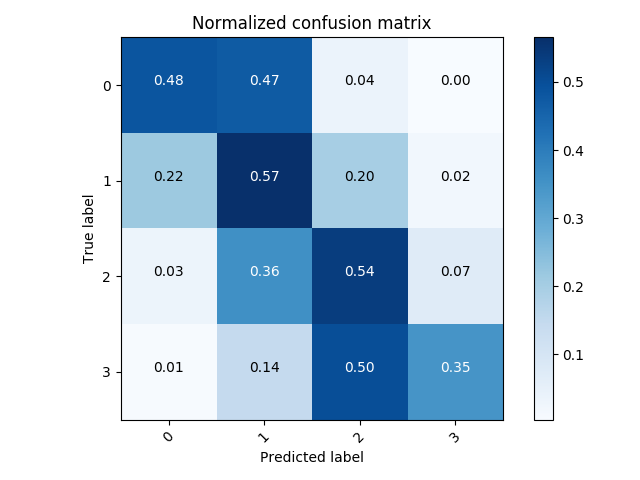 Normalized confusion matrix
0 0.48 0.47 0.04 0.00
1 0.22 0.57 0.20 0.02
2 0.03 0.36 0.54 0.07
3 0.01 0.14 0.50 0.35
0 1 2 3
True label
Predicted label
0.5
0.4
0.3
0.2
0.1